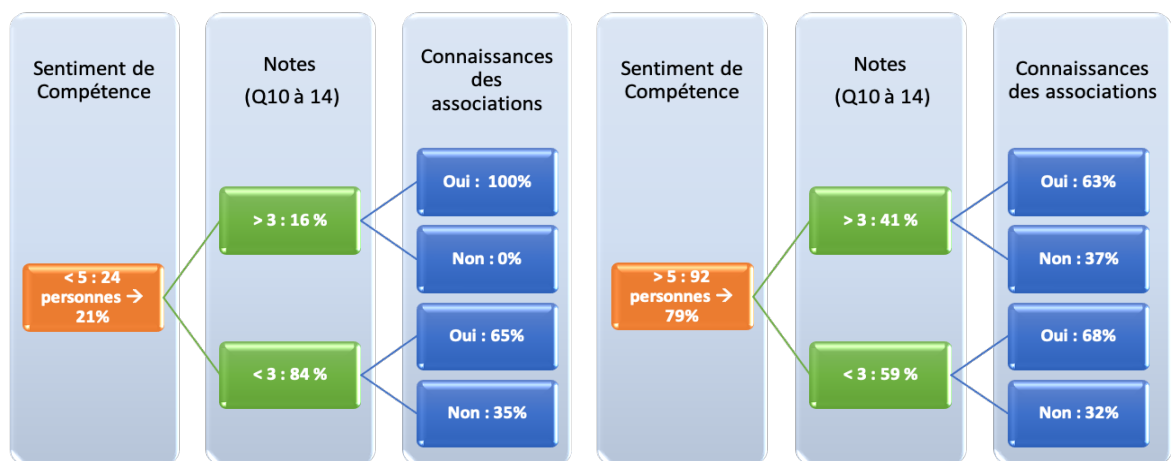 Sentiment de
Compétence
Notes
(Q10 à 14)
Connaissances
des
associations
< 5 : 24
personnes →
21%
> 3 : 16 %
< 3 : 84 %
Oui : 100%
Non : 0%
Oui : 65%
Non : 35%
Sentiment de
Compétence
Notes
(Q10 à 14)
Connaissances
des associations
> 5 : 92
personnes →
79%
> 3 : 41 %
< 3 : 59 %
Oui : 63%
Non : 37%
Oui : 68%
Non : 32%